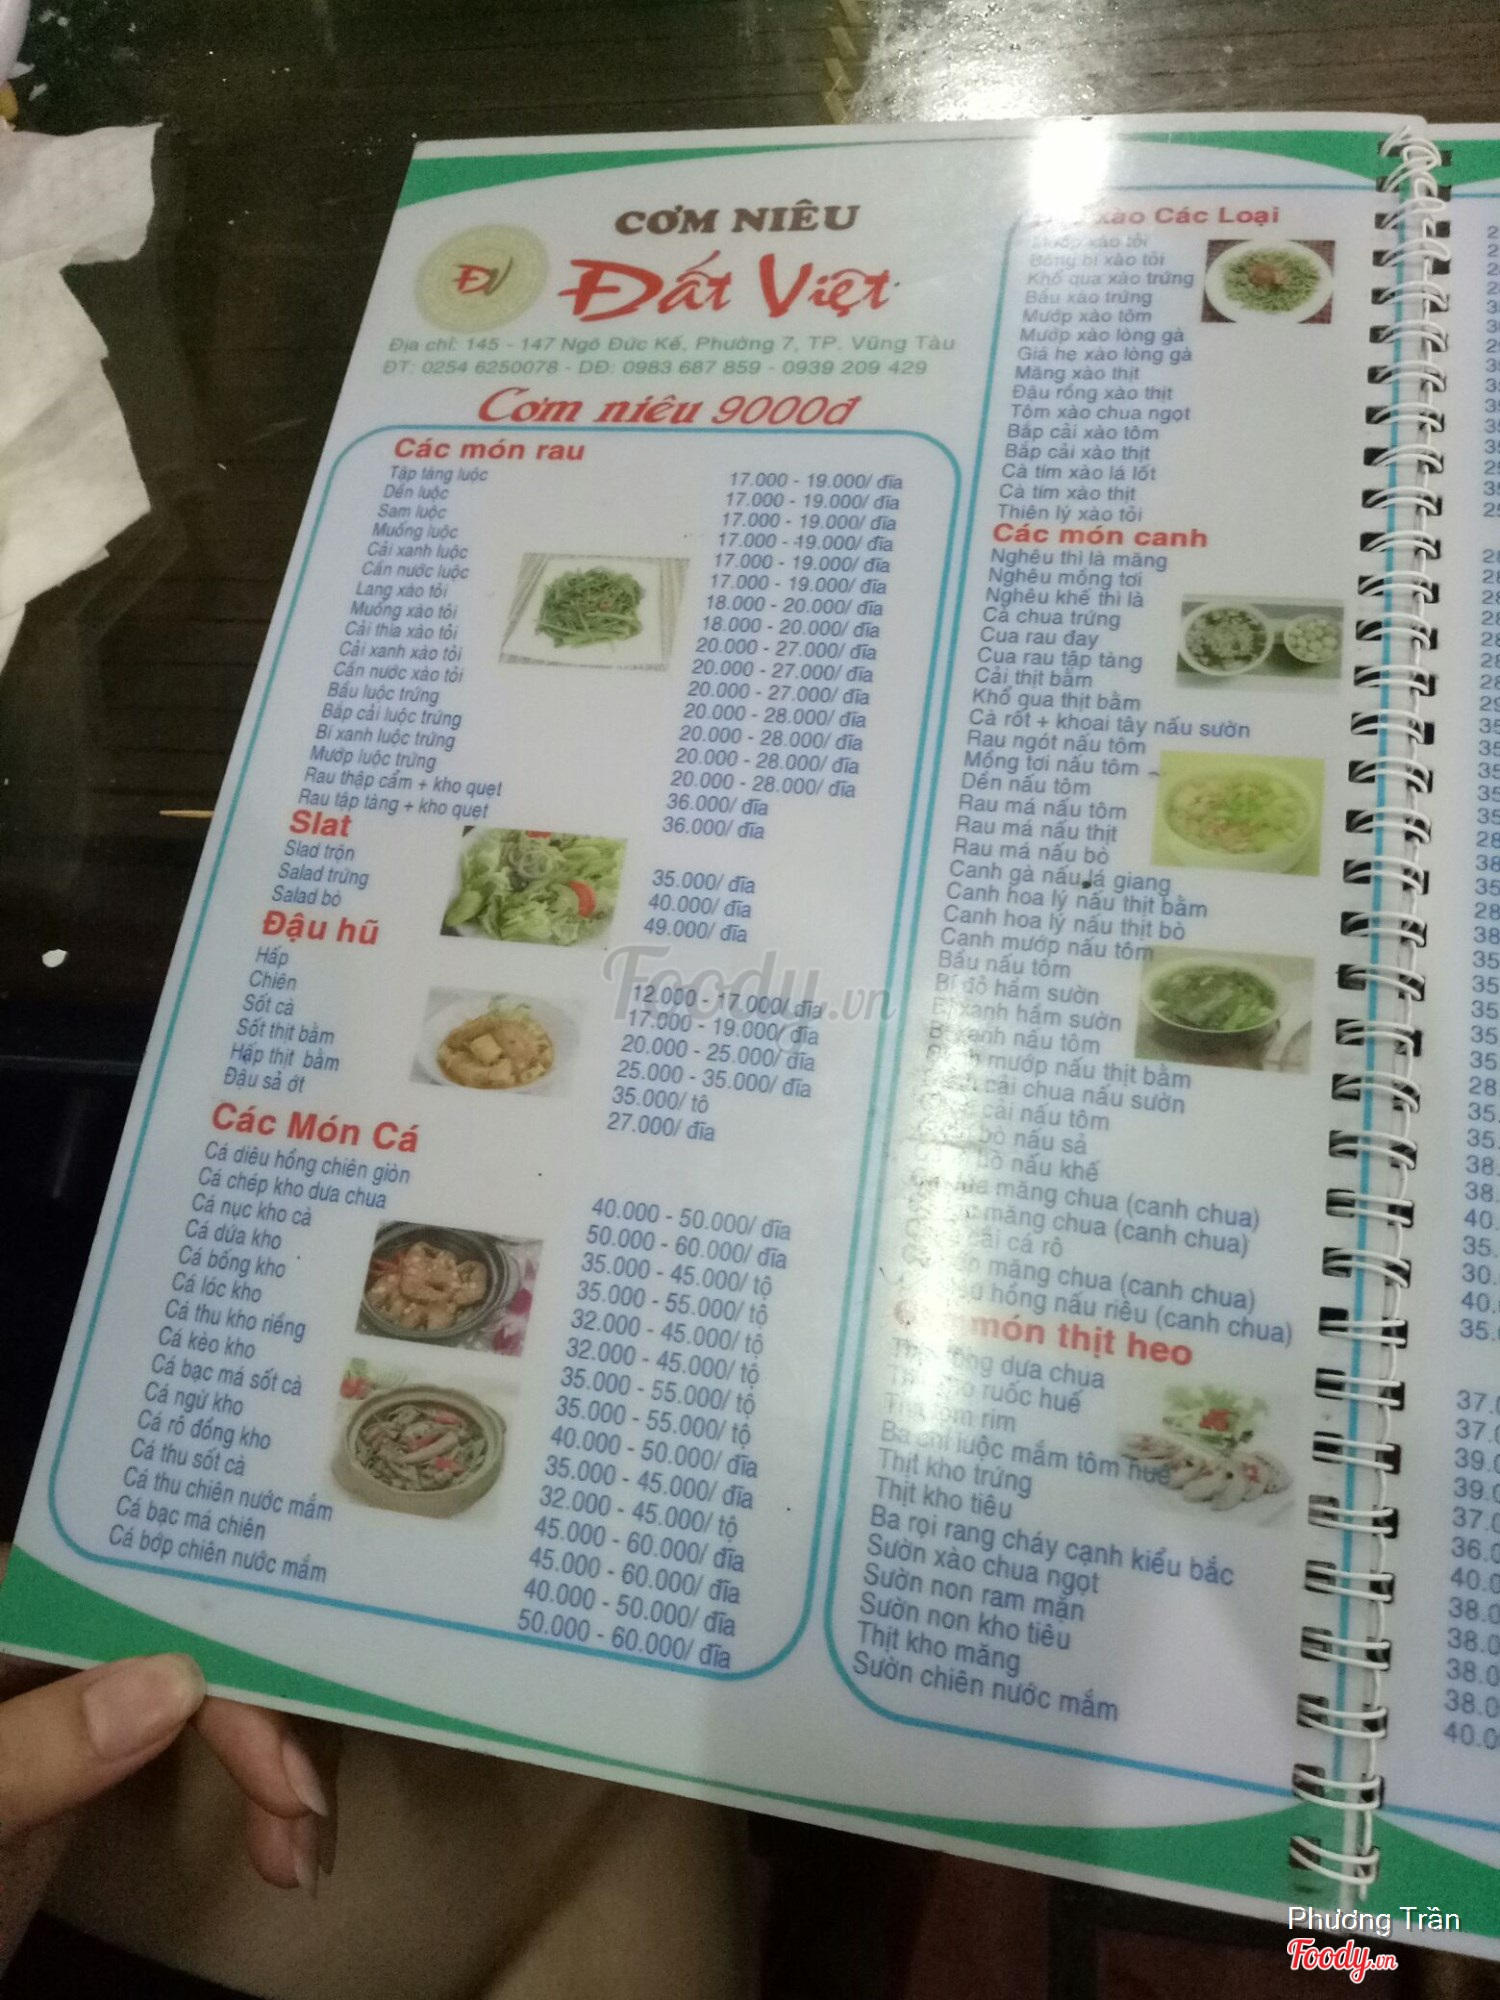 CƠM NIÊU
ĐV
Đất Việt
Địa chỉ: 145 - 147 Ngô Đức Kế, Phường 7, TP. Vũng Tàu
ĐT: 0254 6250078 - DĐ: 0983 687 859 - 0939 209 429
Cơm niêu 9000đ
Các món rau
Tập tàng luộc 17.000 - 19.000/ đĩa
Dền luộc 17.000 - 19.000/ đĩa
Sam luộc 17.000 - 19.000/ đĩa
Muống luộc 17.000 - 19.000/ đĩa
Cải xanh luộc 17.000 - 19.000/ đĩa
Cần nước luộc 17.000 - 19.000/ đĩa
Lang xào tỏi 18.000 - 20.000/ đĩa
Muống xào tỏi 18.000 - 20.000/ đĩa
Cải thìa xào tỏi 20.000 - 27.000/ đĩa
Cải xanh xào tỏi 20.000 - 27.000/ đĩa
Cần nước xào tỏi 20.000 - 27.000/ đĩa
Bầu luộc trứng 20.000 - 28.000/ đĩa
Bắp cải luộc trứng 20.000 - 28.000/ đĩa
Bí xanh luộc trứng 20.000 - 28.000/ đĩa
Mướp luộc trứng 20.000 - 28.000/ đĩa
Rau thập cẩm + kho quẹt 36.000/ đĩa
Rau tập tàng + kho quẹt 36.000/ đĩa
Slat
Slad trộn 35.000/ đĩa
Salad trứng 40.000/ đĩa
Salad bò 49.000/ đĩa
Đậu hũ
Hấp 12.000 - 17.000/ đĩa
Chiên 17.000 - 19.000/ đĩa
Sốt cà 20.000 - 25.000/ đĩa
Sốt thịt bằm 25.000 - 35.000/ đĩa
Hấp thịt bằm 35.000/ tô
Đậu sả ớt 27.000/ đĩa
Các Món Cá
Cá diêu hồng chiên giòn 40.000 - 50.000/ đĩa
Cá chép kho dưa chua 50.000 - 60.000/ đĩa
Cá nục kho cà 35.000 - 45.000/ tộ
Cá dứa kho 35.000 - 55.000/ tộ
Cá bống kho 32.000 - 45.000/ tộ
Cá lóc kho 32.000 - 45.000/ tộ
Cá thu kho riềng 35.000 - 55.000/ tộ
Cá kèo kho 35.000 - 55.000/ tộ
Cá bạc má sốt cà 40.000 - 50.000/ đĩa
Cá ngừ kho 35.000 - 45.000/ đĩa
Cá rô đồng kho 32.000 - 45.000/ tộ
Cá thu sốt cà 45.000 - 60.000/ đĩa
Cá thu chiên nước mắm 45.000 - 60.000/ đĩa
Cá bạc má chiên 40.000 - 50.000/ đĩa
Cá bớp chiên nước mắm 50.000 - 60.000/ đĩa
xào Các Loại
Mướp xào tỏi
Bông bí xào tỏi
Khổ qua xào trứng
Bầu xào trứng
Mướp xào tôm
Mướp xào lòng gà
Giá hẹ xào lòng gà
Măng xào thịt
Đậu rồng xào thịt
Tôm xào chua ngọt
Bắp cải xào tôm
Bắp cải xào thịt
Cà tím xào lá lốt
Cà tím xào thịt
Thiên lý xào tỏi
Các món canh
Nghêu thì là măng
Nghêu mồng tơi
Nghêu khế thì là
Cà chua trứng
Cua rau đay
Cua rau tập tàng
Cải thịt bằm
Khổ qua thịt bằm
Cà rốt + khoai tây nấu sườn
Rau ngót nấu tôm
Mồng tơi nấu tôm
Dền nấu tôm
Rau má nấu tôm
Rau má nấu thịt
Rau má nấu bò
Canh gà nấu lá giang
Canh hoa lý nấu thịt bằm
Canh hoa lý nấu thịt bò
Canh mướp nấu tôm
Bầu nấu tôm
Bí đỏ hầm sườn
Bí xanh hầm sườn
Bí xanh nấu tôm
mướp nấu thịt bằm
cải chua nấu sườn
cải nấu tôm
bò nấu sả
bò nấu khế
măng chua (canh chua)
măng chua (canh chua)
cải cá rô
măng chua (canh chua)
hồng nấu riêu (canh chua)
món thịt heo
dưa chua
ruốc huế
rim
Ba chỉ luộc mắm tôm huế
Thịt kho trứng
Thịt kho tiêu
Ba rọi rang cháy cạnh kiểu bắc
Sườn xào chua ngọt
Sườn non ram mặn
Sườn non kho tiêu
Thịt kho măng
Sườn chiên nước mắm
Foody.vn
Phương Trần
Foody.vn